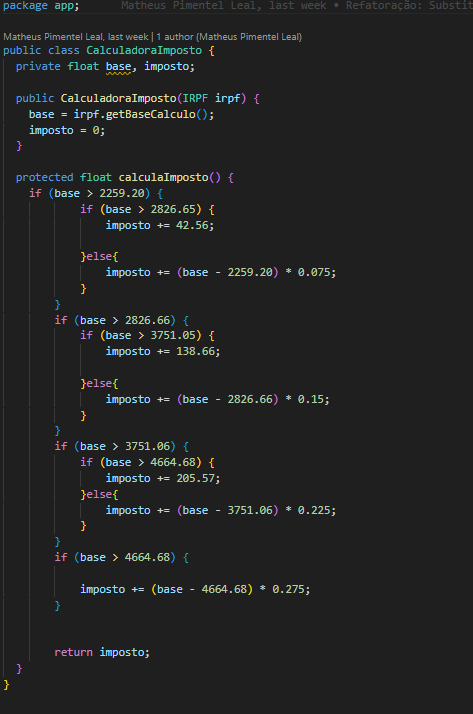 package app; Matheus Pimentel Leal, last week • Refatoração: Substit
Matheus Pimentel Leal, last week | 1 author (Matheus Pimentel Leal)
public class CalculadoraImposto {
private float base, imposto;
public CalculadoraImposto(IRPF irpf) {
base = irpf.getBaseCalculo();
imposto = 0;
}
protected float calculaImposto() {
if (base > 2259.20) {
if (base > 2826.65) {
imposto += 42.56;
}else{
imposto += (base - 2259.20) * 0.075;
}
}
if (base > 2826.66) {
if (base > 3751.05) {
imposto += 138.66;
}else{
imposto += (base - 2826.66) * 0.15;
}
}
if (base > 3751.06) {
if (base > 4664.68) {
imposto += 205.57;
}else{
imposto += (base - 3751.06) * 0.225;
}
}
if (base > 4664.68) {
imposto += (base - 4664.68) * 0.275;
}
return imposto;
}
}